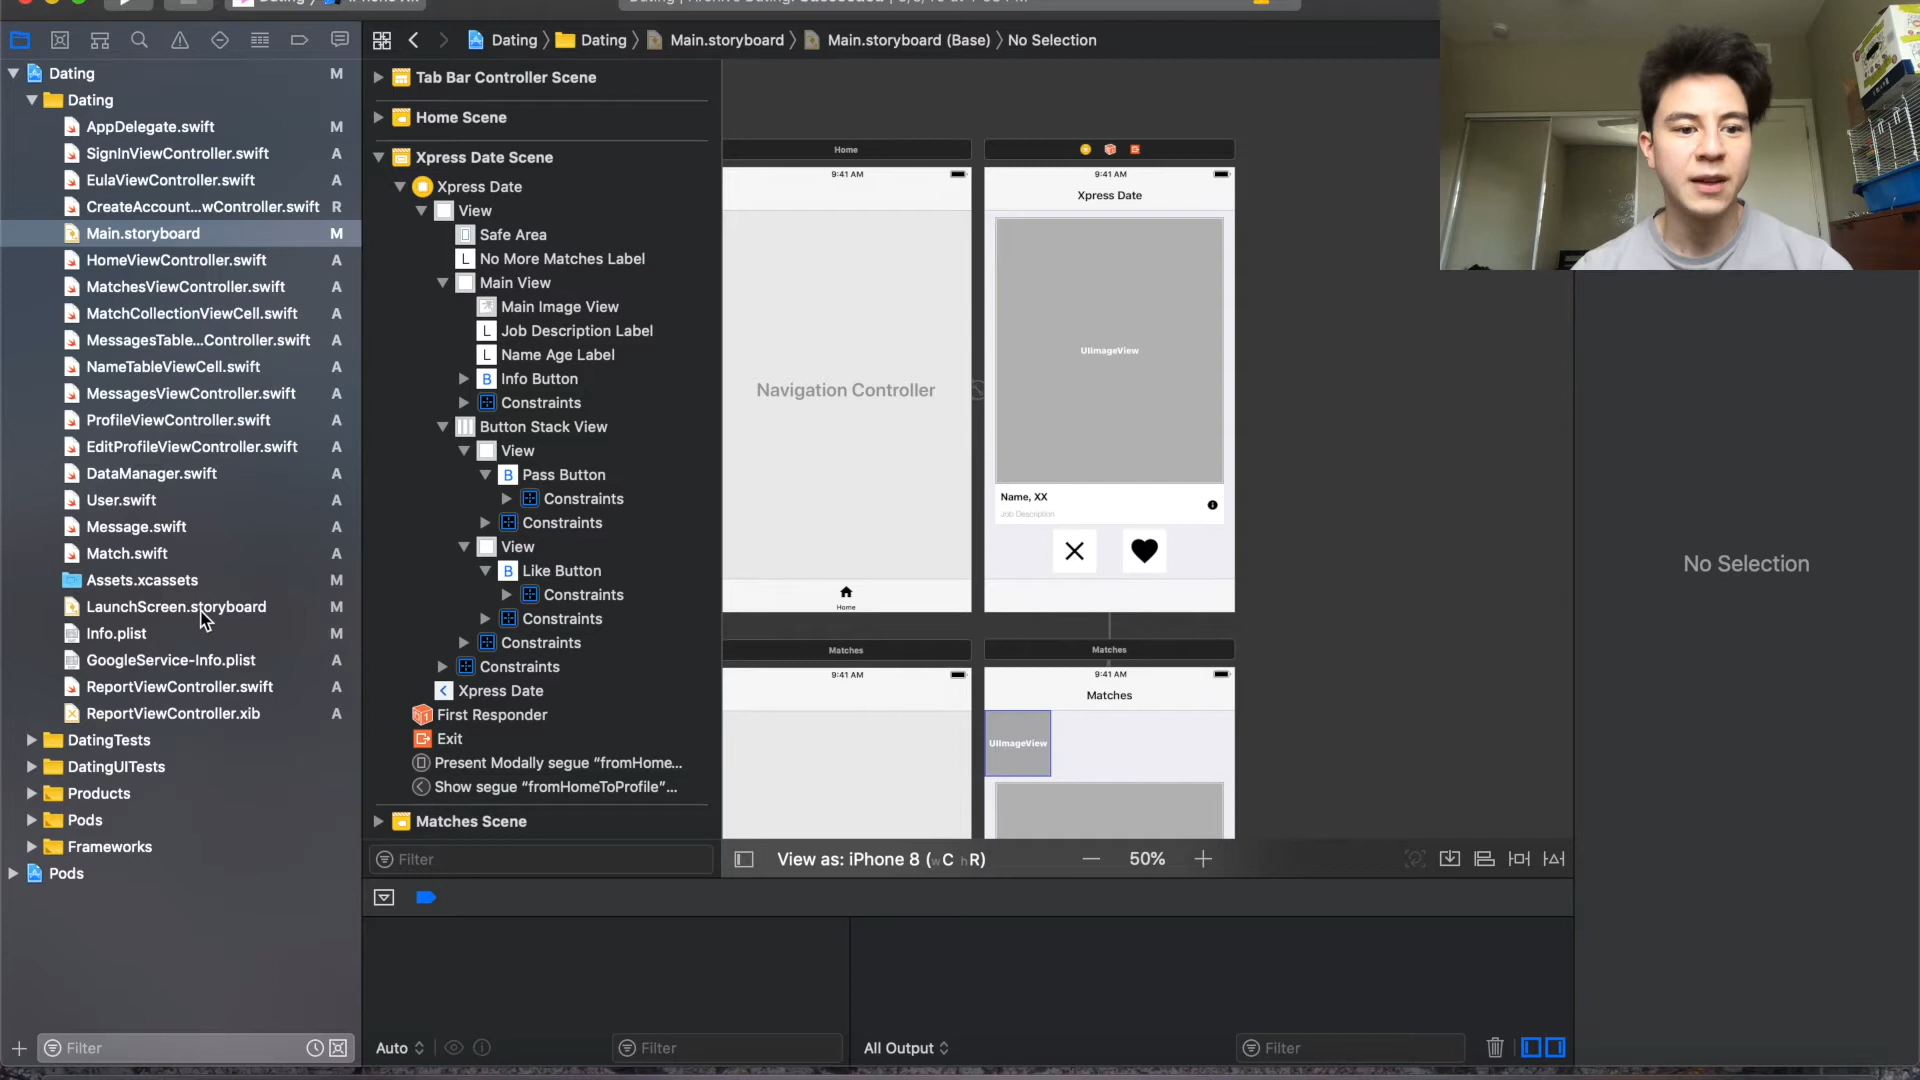 Dating 〉 Dating 〉 Main.storyboard 〉 Main.storyboard (Base) 〉 No Selection
Dating M
Dating
AppDelegate.swift M
SignInViewController.swift A
EulaViewController.swift A
CreateAccount...wController.swift R
Main.storyboard M
HomeViewController.swift A
MatchesViewController.swift A
MatchCollectionViewCell.swift A
MessagesTable...Controller.swift A
NameTableViewCell.swift A
MessagesViewController.swift A
ProfileViewController.swift A
EditProfileViewController.swift A
DataManager.swift A
User.swift A
Message.swift A
Match.swift A
Assets.xcassets M
LaunchScreen.storyboard M
Info.plist M
GoogleService-Info.plist A
ReportViewController.swift A
ReportViewController.xib A
DatingTests
DatingUITests
Products
Pods
Frameworks
Pods
Filter
Tab Bar Controller Scene
Home Scene
Xpress Date Scene
Xpress Date
View
Safe Area
L No More Matches Label
Main View
Main Image View
L Job Description Label
L Name Age Label
B Info Button
Constraints
Button Stack View
View
B Pass Button
Constraints
Constraints
View
B Like Button
Constraints
Constraints
Constraints
Constraints
Xpress Date
First Responder
Exit
Present Modally segue “fromHome...
Show segue “fromHomeToProfile”...
Matches Scene
Filter
Home
9:41 AM
Navigation Controller
Home
9:41 AM
Xpress Date
UIImageView
Name, XX
Job Description
Matches
9:41 AM
Matches
9:41 AM
Matches
UIImageView
View as: iPhone 8 (wC hR)
50%
No Selection
Auto
Filter
All Output
Filter